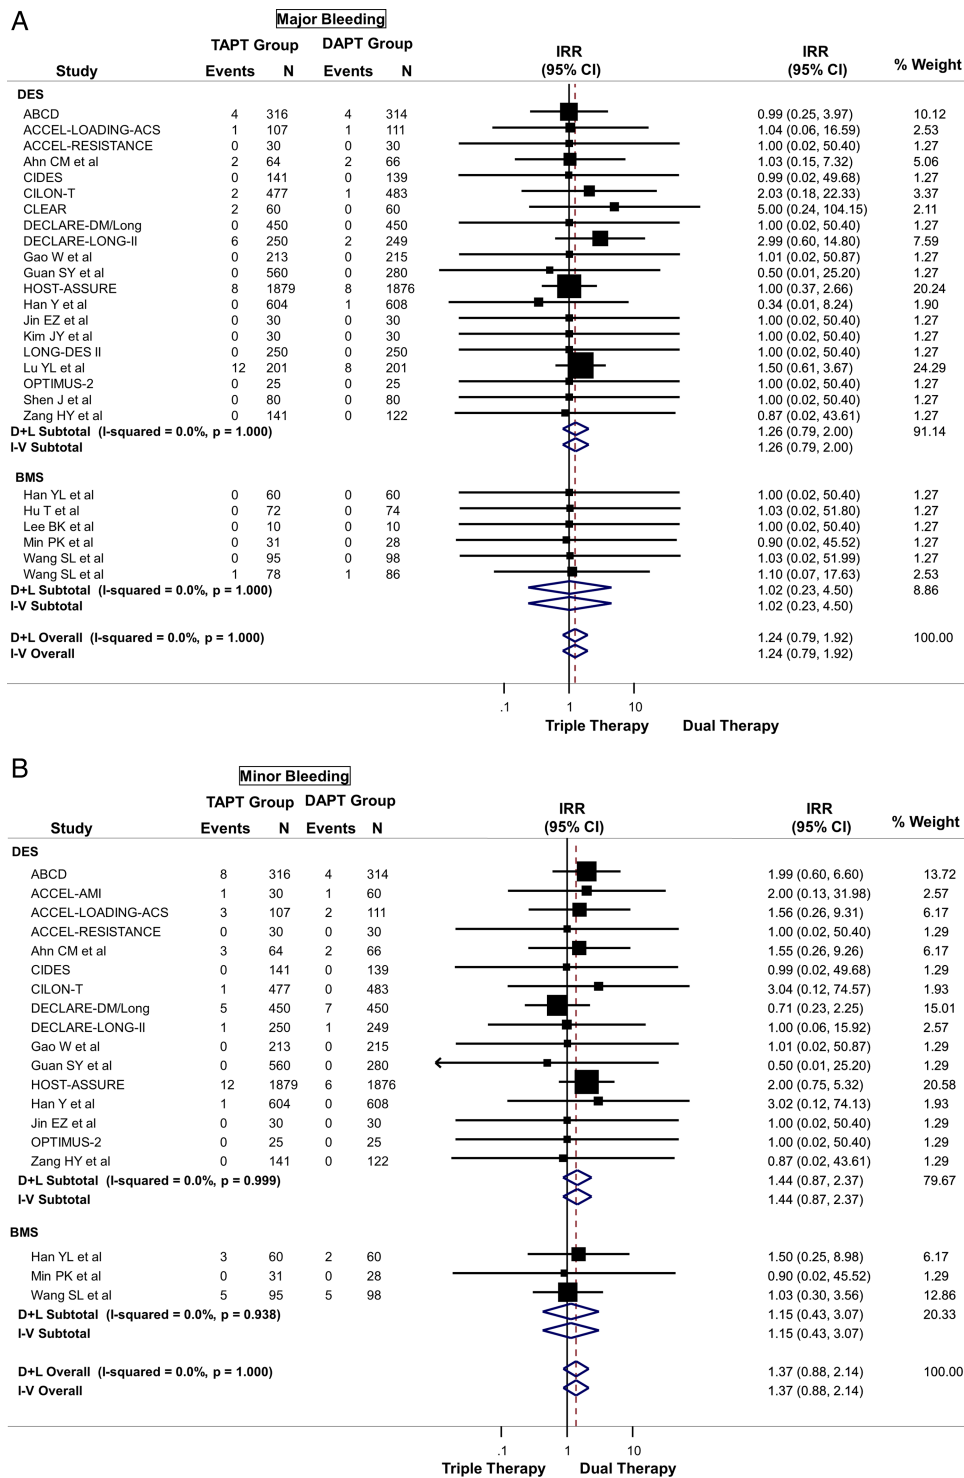 A
Major Bleeding
TAPT Group DAPT Group IRR IRR
Study Events N Events N (95% CI) (95% CI) % Weight
DES
ABCD 4 316 4 314 0.99 (0.25, 3.97) 10.12
ACCEL-LOADING-ACS 1 107 1 111 1.04 (0.06, 16.59) 2.53
ACCEL-RESISTANCE 0 30 0 30 1.00 (0.02, 50.40) 1.27
Ahn CM et al 2 64 2 66 1.03 (0.15, 7.32) 5.06
CIDES 0 141 0 139 0.99 (0.02, 49.68) 1.27
CILON-T 2 477 1 483 2.03 (0.18, 22.33) 3.37
CLEAR 2 60 0 60 5.00 (0.24, 104.15) 2.11
DECLARE-DM/Long 0 450 0 450 1.00 (0.02, 50.40) 1.27
DECLARE-LONG-II 6 250 2 249 2.99 (0.60, 14.80) 7.59
Gao W et al 0 213 0 215 1.01 (0.02, 50.87) 1.27
Guan SY et al 0 560 0 280 0.50 (0.01, 25.20) 1.27
HOST-ASSURE 8 1879 8 1876 1.00 (0.37, 2.66) 20.24
Han Y et al 0 604 1 608 0.34 (0.01, 8.24) 1.90
Jin EZ et al 0 30 0 30 1.00 (0.02, 50.40) 1.27
Kim JY et al 0 30 0 30 1.00 (0.02, 50.40) 1.27
LONG-DES II 0 250 0 250 1.00 (0.02, 50.40) 1.27
Lu YL et al 12 201 8 201 1.50 (0.61, 3.67) 24.29
OPTIMUS-2 0 25 0 25 1.00 (0.02, 50.40) 1.27
Shen J et al 0 80 0 80 1.00 (0.02, 50.40) 1.27
Zang HY et al 0 141 0 122 0.87 (0.02, 43.61) 1.27
D+L Subtotal (I-squared = 0.0%, p = 1.000) 1.26 (0.79, 2.00) 91.14
I-V Subtotal 1.26 (0.79, 2.00)
BMS
Han YL et al 0 60 0 60 1.00 (0.02, 50.40) 1.27
Hu T et al 0 72 0 74 1.03 (0.02, 51.80) 1.27
Lee BK et al 0 10 0 10 1.00 (0.02, 50.40) 1.27
Min PK et al 0 31 0 28 0.90 (0.02, 45.52) 1.27
Wang SL et al 0 95 0 98 1.03 (0.02, 51.99) 1.27
Wang SL et al 1 78 1 86 1.10 (0.07, 17.63) 2.53
D+L Subtotal (I-squared = 0.0%, p = 1.000) 1.02 (0.23, 4.50) 8.86
I-V Subtotal 1.02 (0.23, 4.50)
D+L Overall (I-squared = 0.0%, p = 1.000) 1.24 (0.79, 1.92) 100.00
I-V Overall 1.24 (0.79, 1.92)
.1 1 10
Triple Therapy Dual Therapy
B
Minor Bleeding
TAPT Group DAPT Group IRR IRR
Study Events N Events N (95% CI) (95% CI) % Weight
DES
ABCD 8 316 4 314 1.99 (0.60, 6.60) 13.72
ACCEL-AMI 1 30 1 60 2.00 (0.13, 31.98) 2.57
ACCEL-LOADING-ACS 3 107 2 111 1.56 (0.26, 9.31) 6.17
ACCEL-RESISTANCE 0 30 0 30 1.00 (0.02, 50.40) 1.29
Ahn CM et al 3 64 2 66 1.55 (0.26, 9.26) 6.17
CIDES 0 141 0 139 0.99 (0.02, 49.68) 1.29
CILON-T 1 477 0 483 3.04 (0.12, 74.57) 1.93
DECLARE-DM/Long 5 450 7 450 0.71 (0.23, 2.25) 15.01
DECLARE-LONG-II 1 250 1 249 1.00 (0.06, 15.92) 2.57
Gao W et al 0 213 0 215 1.01 (0.02, 50.87) 1.29
Guan SY et al 0 560 0 280 0.50 (0.01, 25.20) 1.29
HOST-ASSURE 12 1879 6 1876 2.00 (0.75, 5.32) 20.58
Han Y et al 1 604 0 608 3.02 (0.12, 74.13) 1.93
Jin EZ et al 0 30 0 30 1.00 (0.02, 50.40) 1.29
OPTIMUS-2 0 25 0 25 1.00 (0.02, 50.40) 1.29
Zang HY et al 0 141 0 122 0.87 (0.02, 43.61) 1.29
D+L Subtotal (I-squared = 0.0%, p = 0.999) 1.44 (0.87, 2.37) 79.67
I-V Subtotal 1.44 (0.87, 2.37)
BMS
Han YL et al 3 60 2 60 1.50 (0.25, 8.98) 6.17
Min PK et al 0 31 0 28 0.90 (0.02, 45.52) 1.29
Wang SL et al 5 95 5 98 1.03 (0.30, 3.56) 12.86
D+L Subtotal (I-squared = 0.0%, p = 0.938) 1.15 (0.43, 3.07) 20.33
I-V Subtotal 1.15 (0.43, 3.07)
D+L Overall (I-squared = 0.0%, p = 1.000) 1.37 (0.88, 2.14) 100.00
I-V Overall 1.37 (0.88, 2.14)
.1 1 10
Triple Therapy Dual Therapy